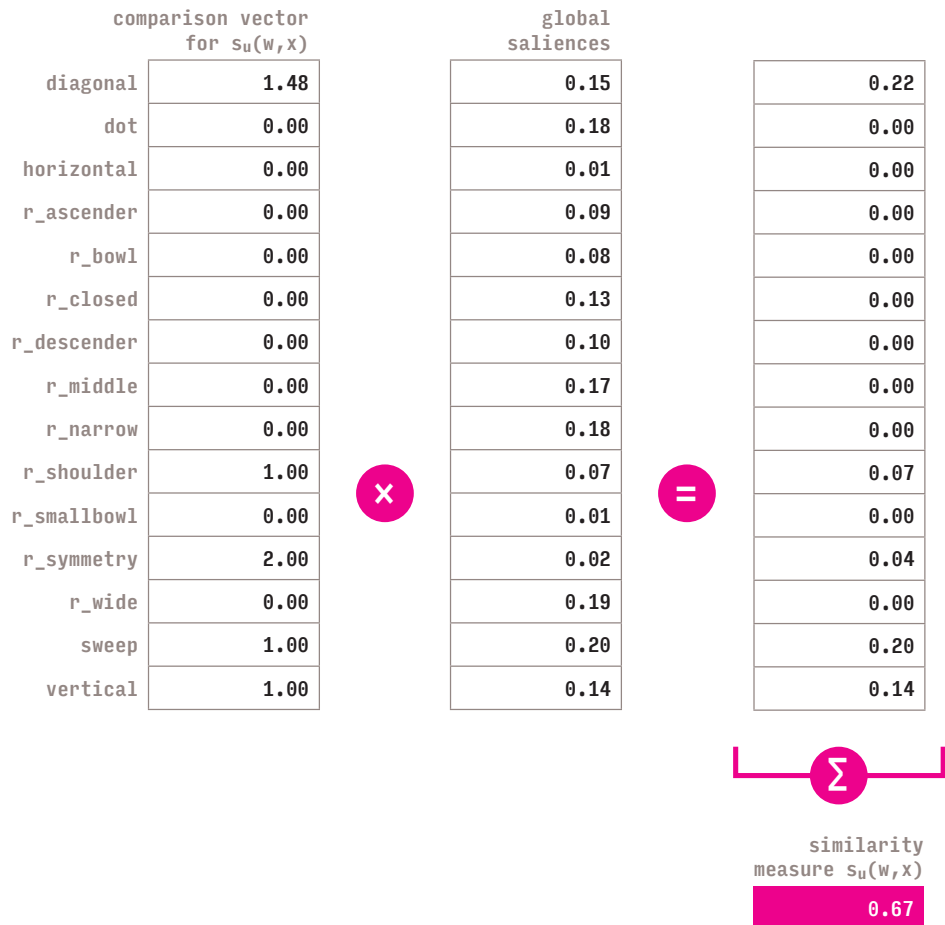 comparison vector global
for sᵤ(w,x) saliences
diagonal 1.48 0.15 0.22
dot 0.00 0.18 0.00
horizontal 0.00 0.01 0.00
r_ascender 0.00 0.09 0.00
r_bowl 0.00 0.08 0.00
r_closed 0.00 0.13 0.00
r_descender 0.00 0.10 0.00
r_middle 0.00 0.17 0.00
r_narrow 0.00 0.18 0.00
r_shoulder 1.00 0.07 0.07
× =
r_smallbowl 0.00 0.01 0.00
r_symmetry 2.00 0.02 0.04
r_wide 0.00 0.19 0.00
sweep 1.00 0.20 0.20
vertical 1.00 0.14 0.14
Σ
similarity
measure sᵤ(w,x)
0.67